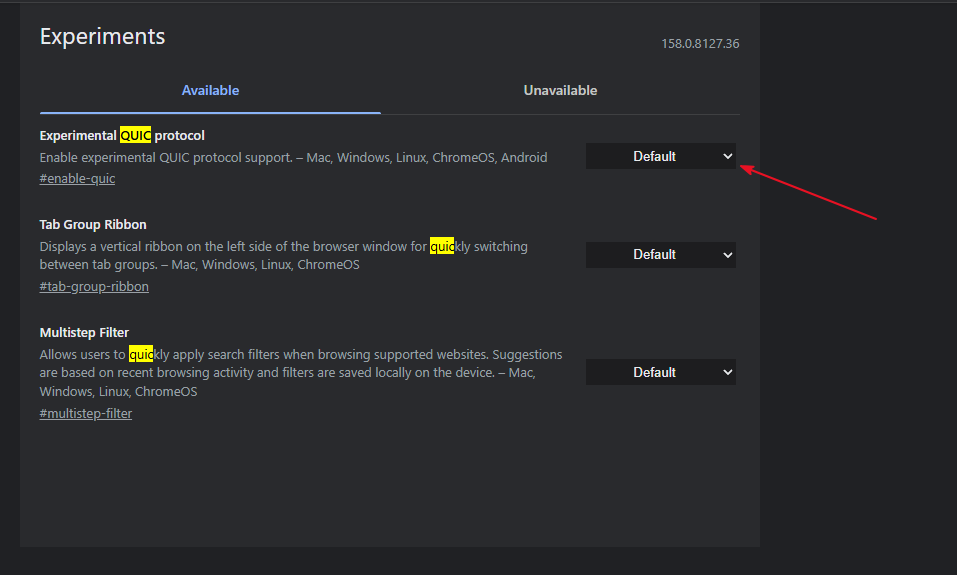 Experiments
158.0.8127.36
Available
Unavailable
Experimental QUIC protocol
Enable experimental QUIC protocol support. – Mac, Windows, Linux, ChromeOS, Android
#enable-quic
Default
Tab Group Ribbon
Displays a vertical ribbon on the left side of the browser window for quickly switching
between tab groups. – Mac, Windows, Linux, ChromeOS
#tab-group-ribbon
Default
Multistep Filter
Allows users to quickly apply search filters when browsing supported websites. Suggestions
are based on recent browsing activity and filters are saved locally on the device. – Mac,
Windows, Linux, ChromeOS
#multistep-filter
Default